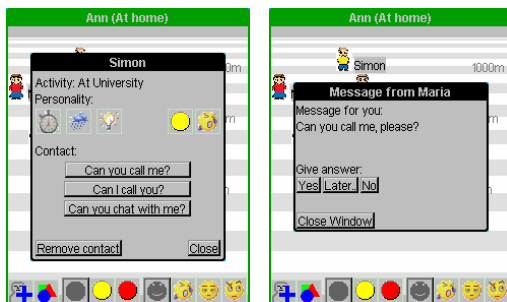 Ann (At home)
Simon
0m
Activity: At University
Personality:
m
Contact:
Can you call me?
Can I call you?
Can you chat with me?
Remove contact
Close
Ann (At home)
Simon
1000m
Message from Maria
Message for you:
Can you call me, please?
m
Give answer:
Yes Later.. No
Close Window